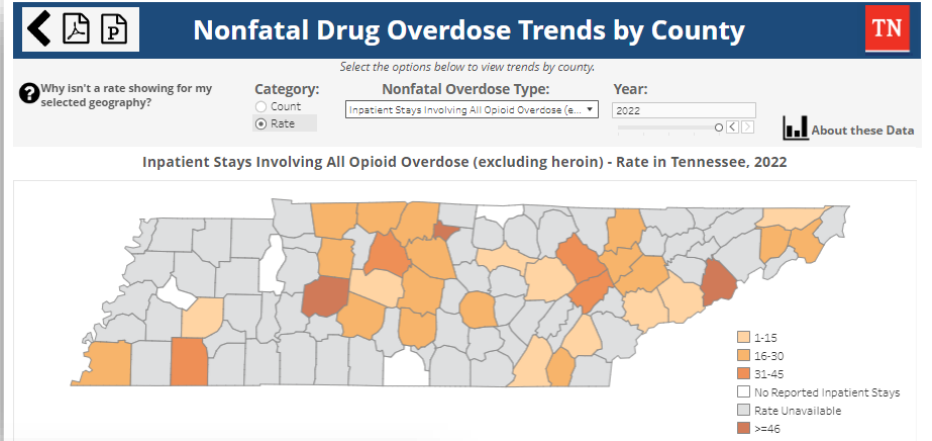 P
Nonfatal Drug Overdose Trends by County
TN
Select the options below to view trends by county.
Why isn't a rate showing for my
selected geography?
?
Category:
Count
Rate
Nonfatal Overdose Type:
Inpatient Stays Involving All Opioid Overdose (e...
Year:
2022
About these Data
Inpatient Stays Involving All Opioid Overdose (excluding heroin) - Rate in Tennessee, 2022
1-15
16-30
31-45
No Reported Inpatient Stays
Rate Unavailable
>=46